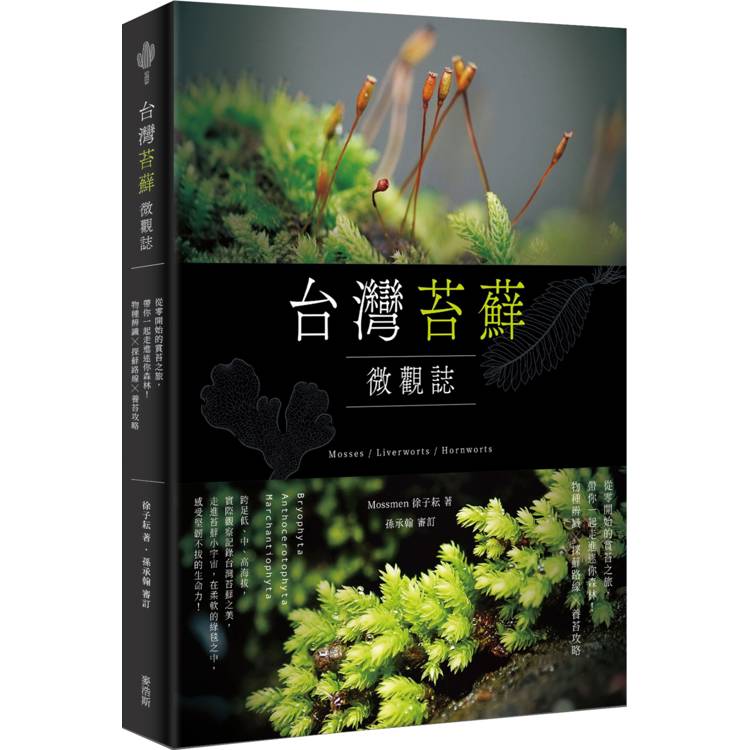 台灣苔蘚
微觀誌
Mosses / Liverworts / Hornworts
Mossmen 徐子耘 著
孫承翰 審訂
從零開始的賞苔之旅，
帶你一起走進迷你森林！
物種辨識×探蘚路線×養苔攻略
Bryophyta
Anthocerotophyta
Marchantiophyta
跨足低、中、高海拔，
實際觀察記錄台灣苔蘚之美，
走進苔蘚小宇宙，在柔軟的綠毯之中，
感受堅韌不拔的生命力！
台灣苔蘚微觀誌
從零開始的賞苔之旅，
帶你一起走進迷你森林！
物種辨識×探蘚路線×養苔攻略
徐子耘 著・孫承翰 審訂
麥浩斯